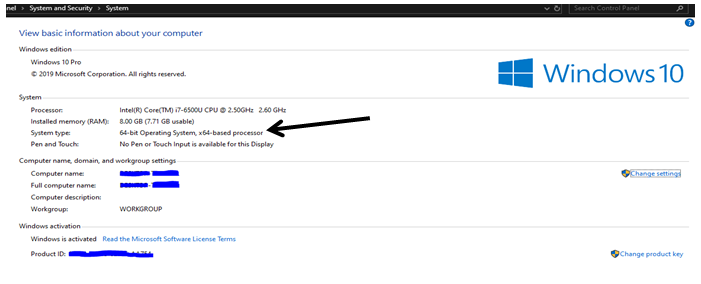 nel › System and Security › System
Search Control Panel
?
View basic information about your computer
Windows edition
Windows 10 Pro
© 2019 Microsoft Corporation. All rights reserved.
Windows 10
System
Processor: Intel(R) Core(TM) i7-6500U CPU @ 2.50GHz 2.60 GHz
Installed memory (RAM): 8.00 GB (7.71 GB usable)
System type: 64-bit Operating System, x64-based processor
Pen and Touch: No Pen or Touch Input is available for this Display
Computer name, domain, and workgroup settings
Computer name: Change settings
Full computer name:
Computer description:
Workgroup: WORKGROUP
Windows activation
Windows is activated Read the Microsoft Software License Terms
Product ID: Change product key